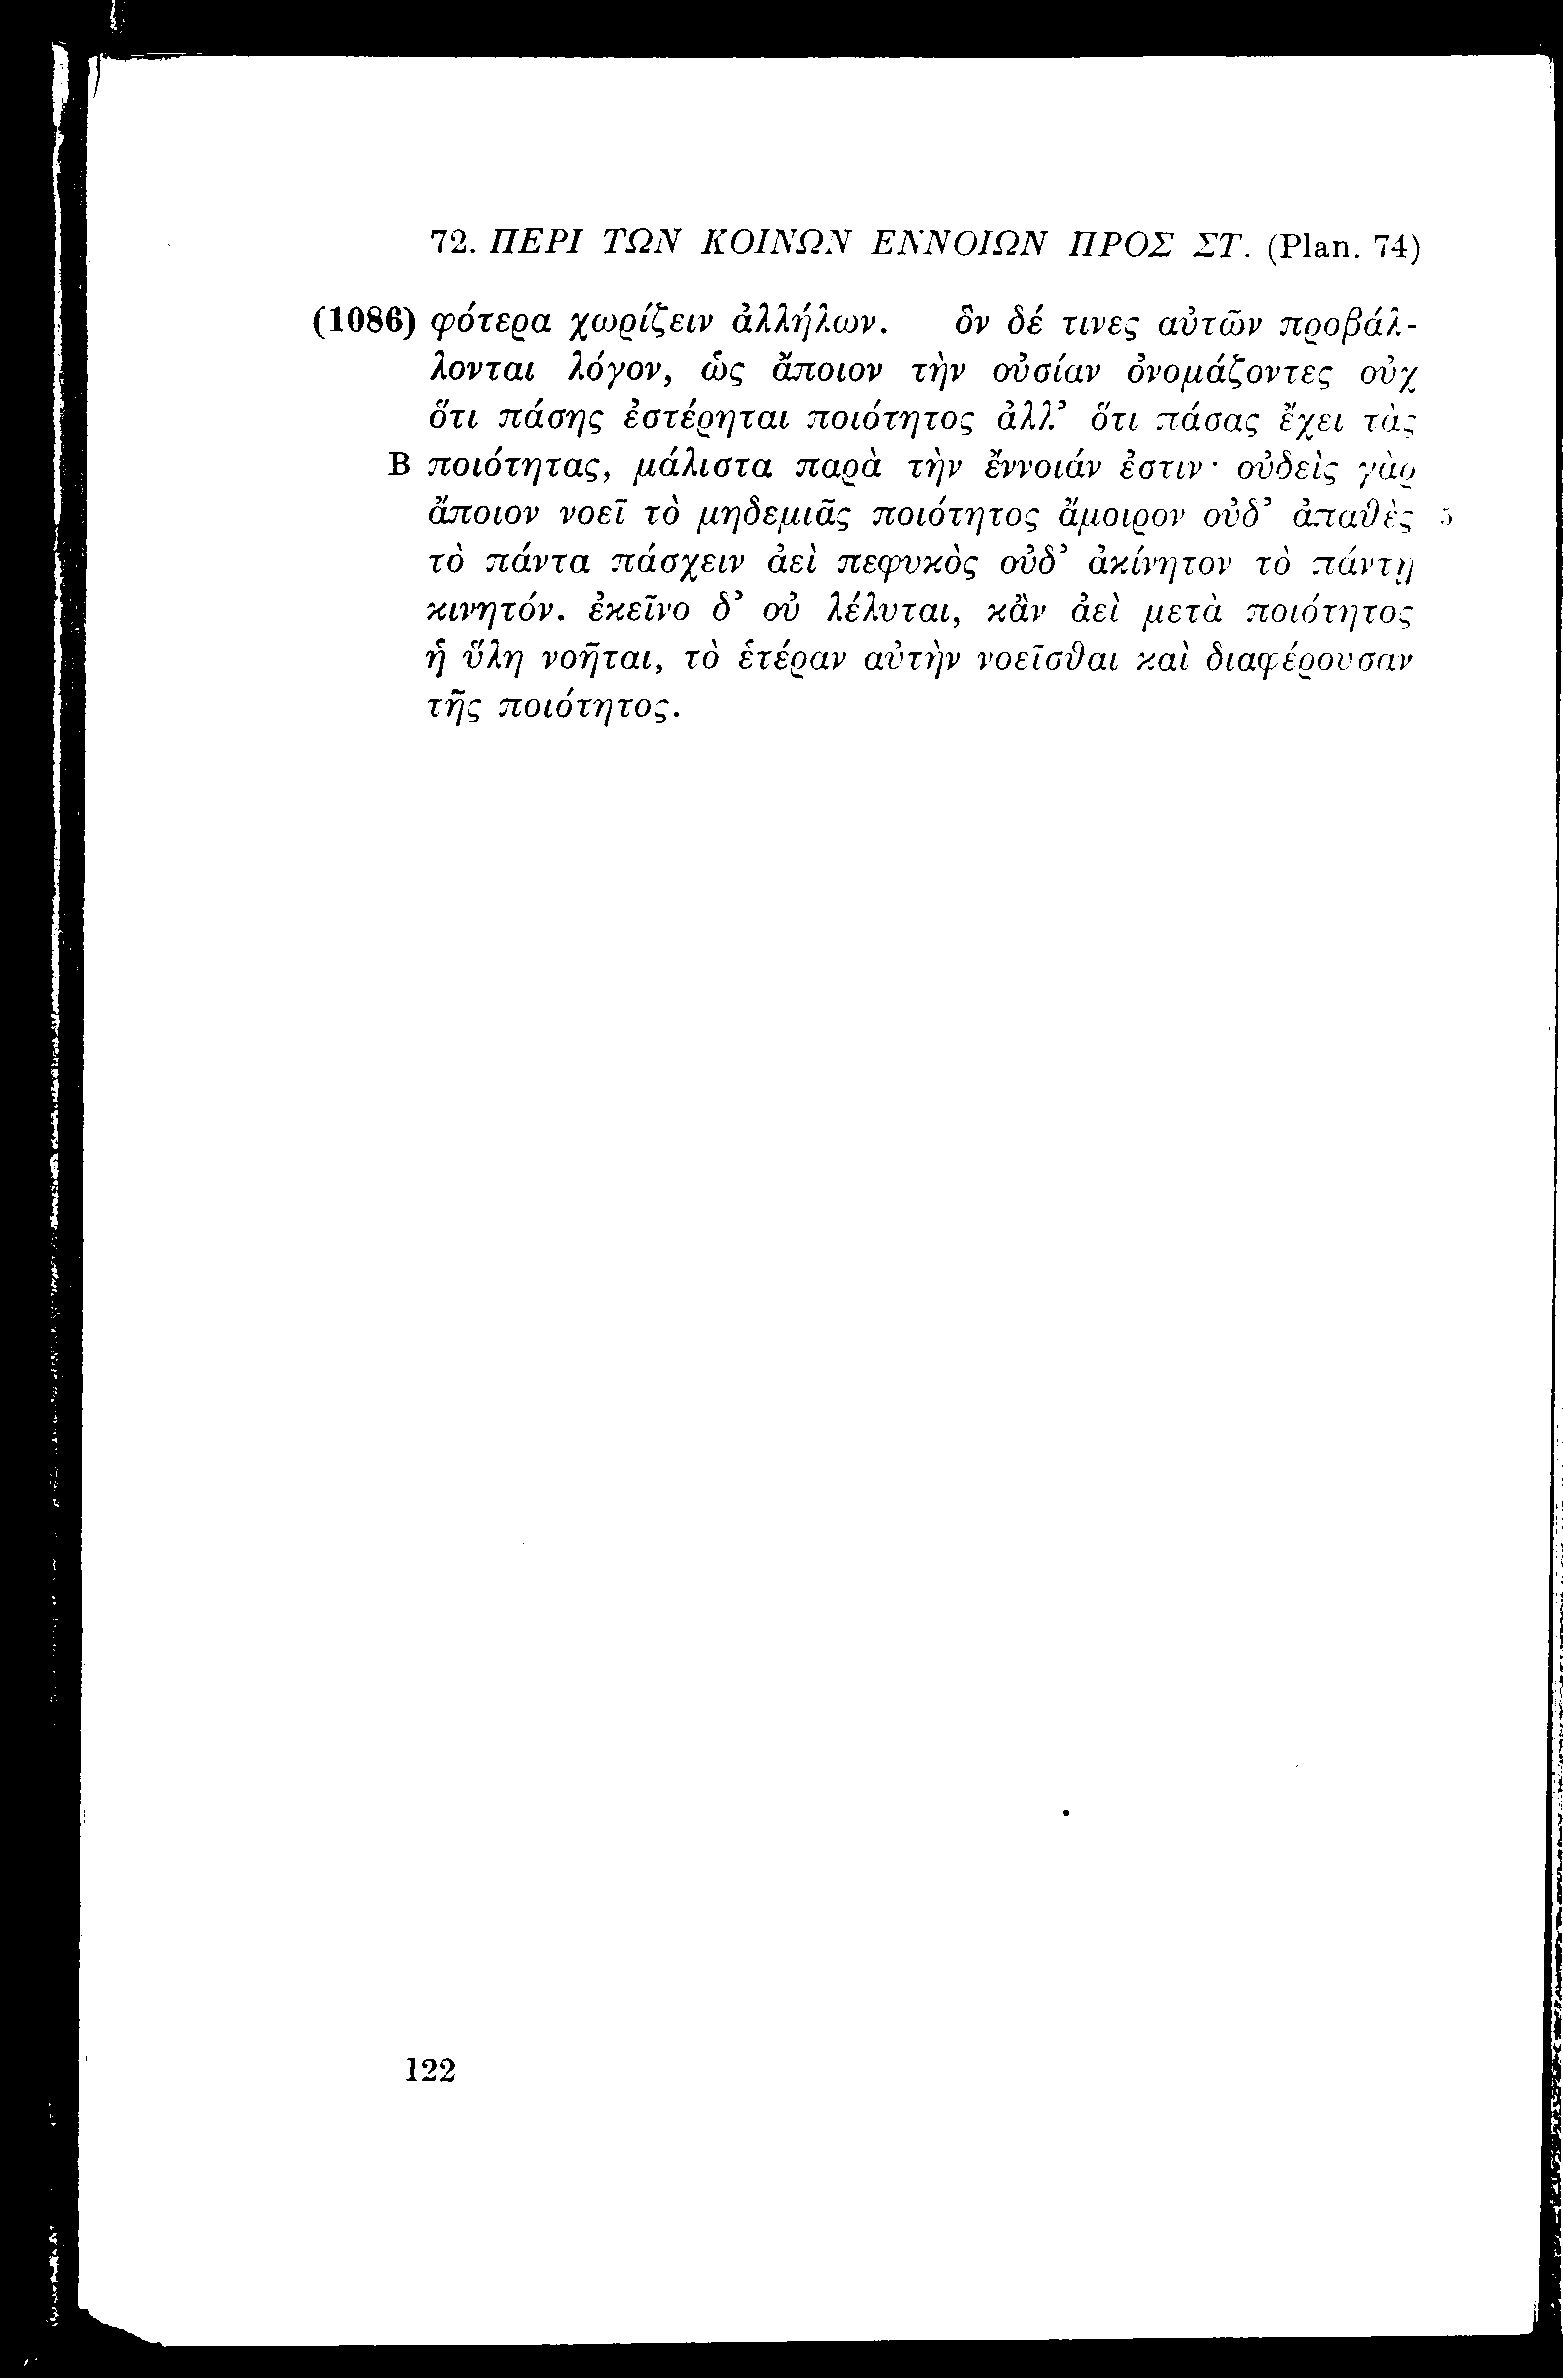 72. ΠΕΡΙ ΤΩΝ ΚΟΙΝΩΝ ΕΝΝΟΙΩΝ ΠΡΟΣ ΣΤ. (Plan. 74)
(1086) φότερα χωρίζειν ἀλλήλων. ὃν δέ τινες αὐτῶν προβάλ-
λονται λόγον, ὡς ἄποιον τὴν οὐσίαν ὀνομάζοντες οὐχ
ὅτι πάσης ἐστέρηται ποιότητος ἀλλ’ ὅτι πάσας ἔχει τὰς
B ποιότητας, μάλιστα παρὰ τὴν ἔννοιάν ἐστιν· οὐδεὶς γὰρ
ἄποιον νοεῖ τὸ μηδεμιᾶς ποιότητος ἄμοιρον οὐδ’ ἀπαθὲς 5
τὸ πάντα πάσχειν ἀεὶ πεφυκὸς οὐδ’ ἀκίνητον τὸ πάντῃ
κινητόν. ἐκεῖνο δ’ οὐ λέλυται, κἂν ἀεὶ μετὰ ποιότητος
ἡ ὕλη νοῆται, τὸ ἑτέραν αὐτὴν νοεῖσθαι καὶ διαφέρουσαν
τῆς ποιότητος.
122